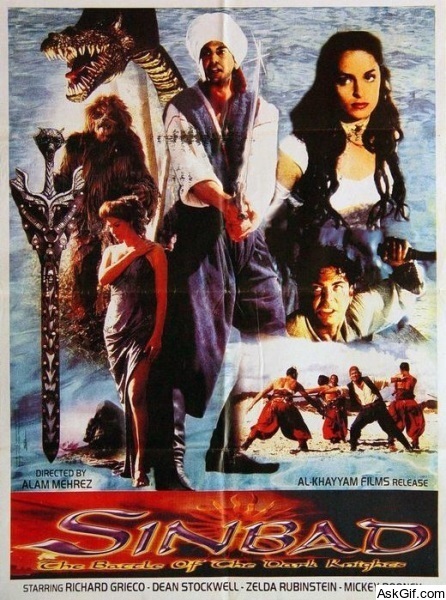 DIRECTED BY
ALAM MEHREZ
AL-KHAYYAM FILMS RELEASE
SINBAD
The Battle Of The Dark Knights
STARRING RICHARD GRIECO - DEAN STOCKWELL - ZELDA RUBINSTEIN - MICKEY ROONEY
AskGif.com